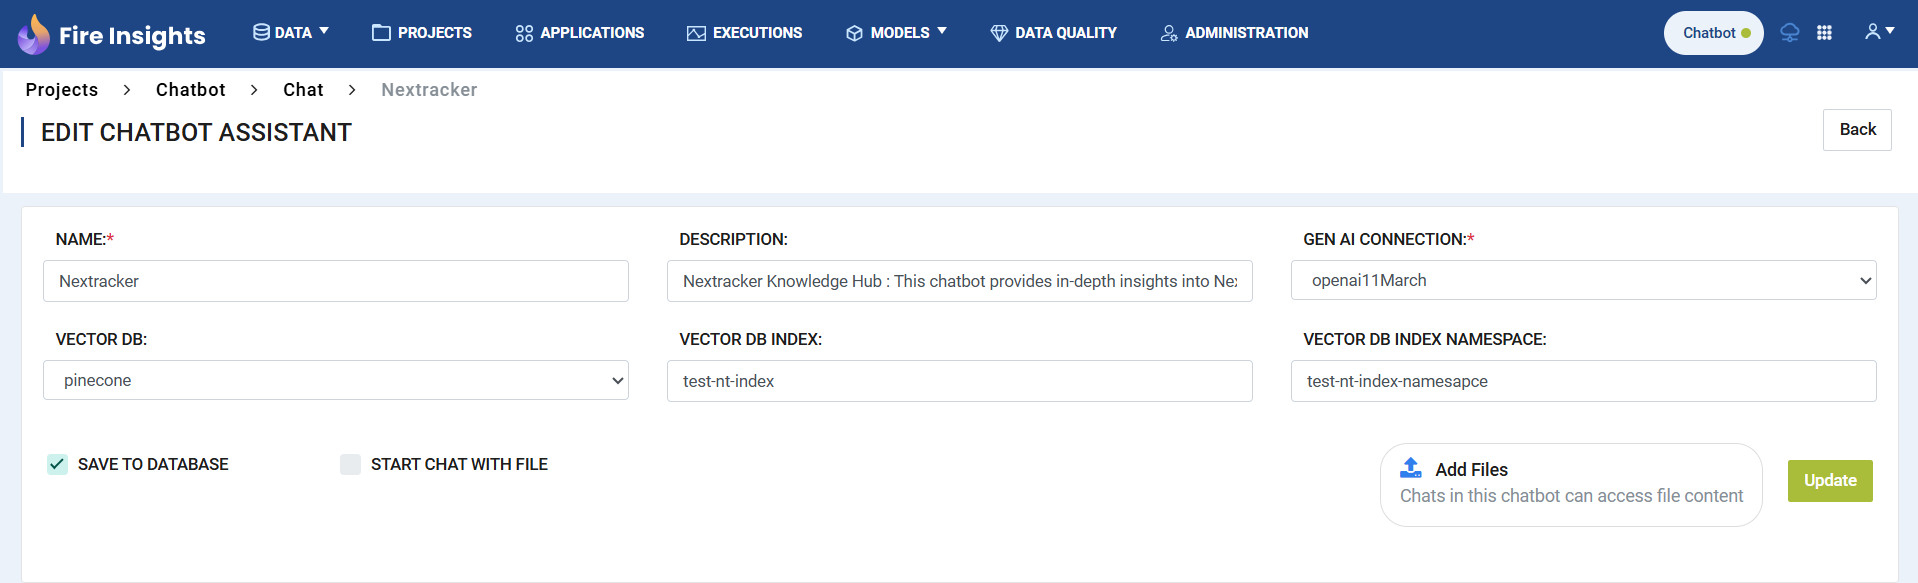 Fire Insights DATA PROJECTS APPLICATIONS EXECUTIONS MODELS DATA QUALITY ADMINISTRATION Chatbot
Projects > Chatbot > Chat > Nextracker
EDIT CHATBOT ASSISTANT
Back
NAME:* DESCRIPTION: GEN AI CONNECTION:*
Nextracker Nextracker Knowledge Hub : This chatbot provides in-depth insights into Nex openai11March
VECTOR DB: VECTOR DB INDEX: VECTOR DB INDEX NAMESPACE:
pinecone test-nt-index test-nt-index-namesapce
SAVE TO DATABASE START CHAT WITH FILE
Add Files
Chats in this chatbot can access file content
Update